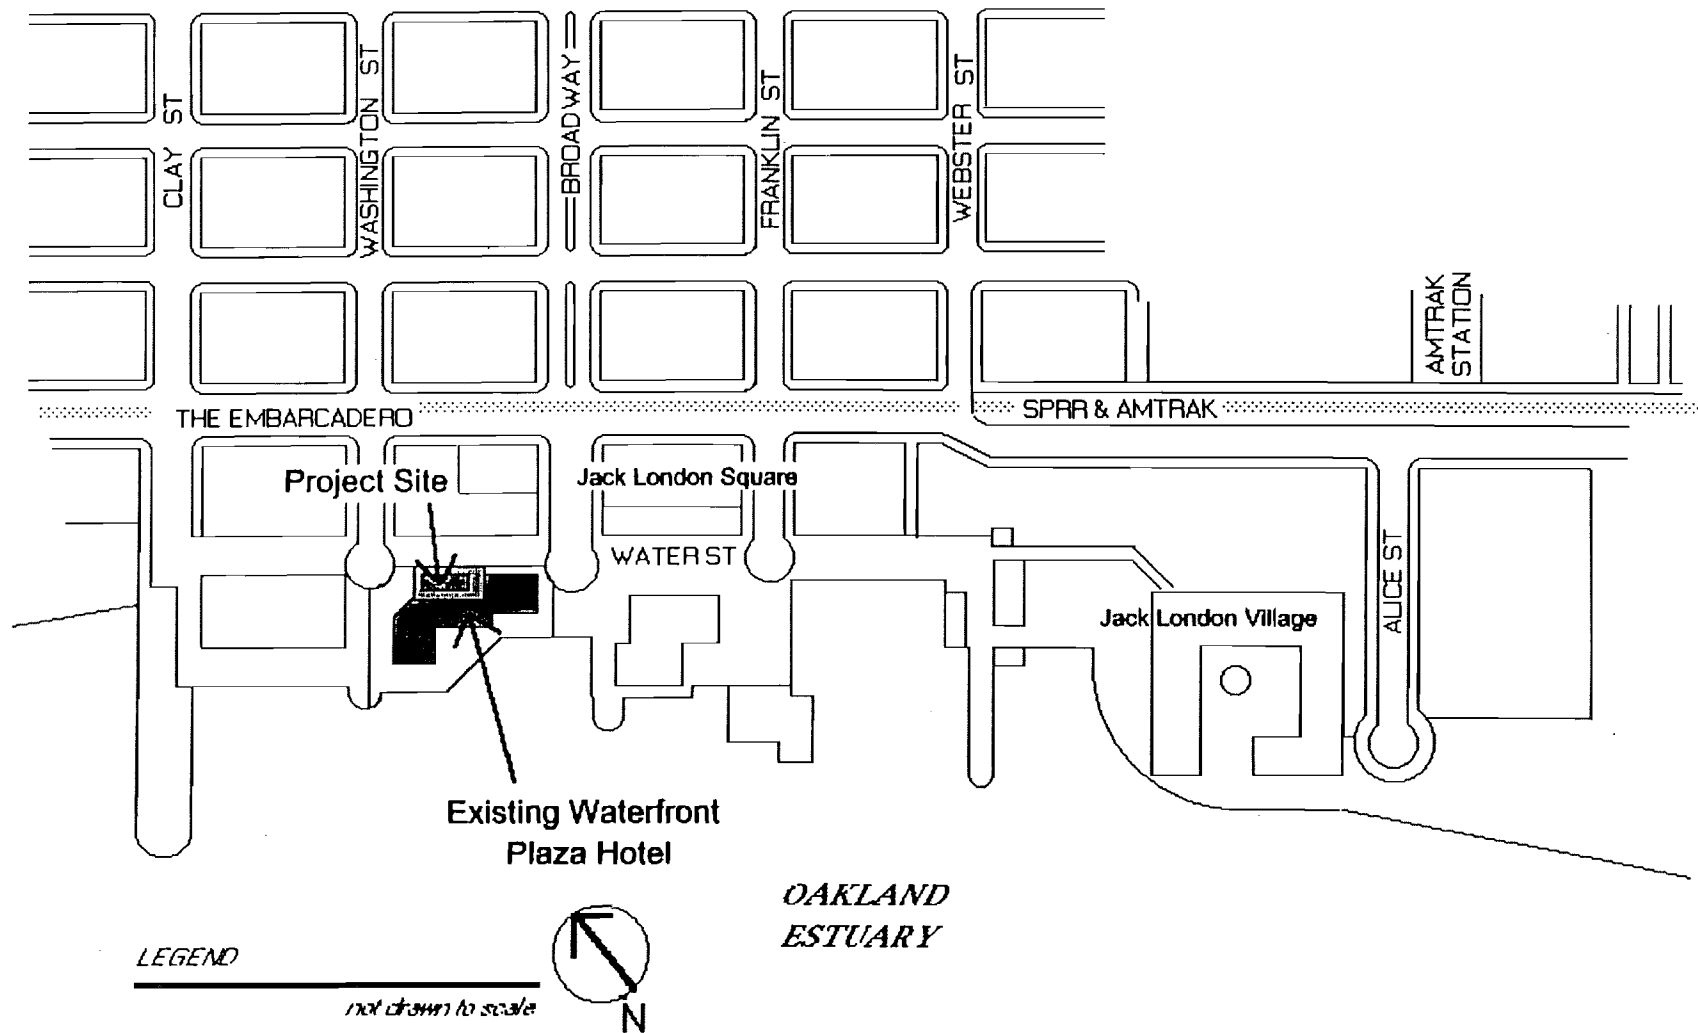 CLAY ST
WASHINGTON ST
BROADWAY
FRANKLIN ST
WEBSTER ST
AMTRAK
STATION
THE EMBARCADERO
SPRR & AMTRAK
Project Site
Jack London Square
WATER ST
ALICE ST
Jack London Village
Existing Waterfront
Plaza Hotel
OAKLAND
ESTUARY
LEGEND
not drawn to scale
N